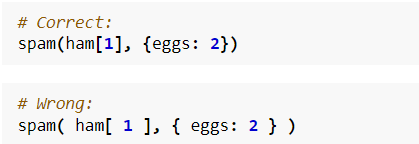 # Correct:
spam(ham[1], {eggs: 2})
# Wrong:
spam( ham[ 1 ], { eggs: 2 } )